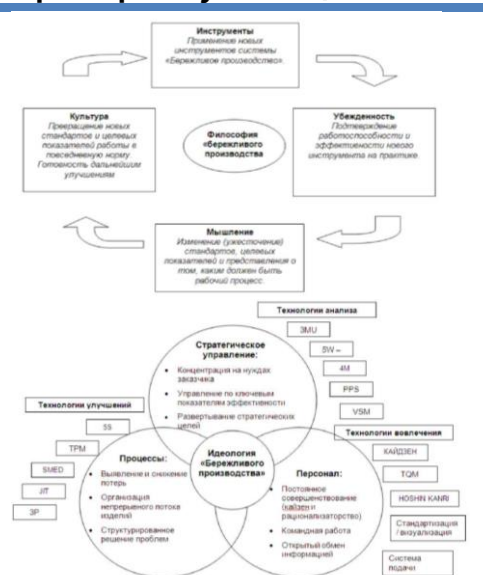 Инструменты
Применение новых
инструментов системы
«Бережливое производство».
Культура
Превращение новых
стандартов и целевых
показателей работы в
повседневную норму.
Готовность дальнейшим
улучшениям
Философия
«бережливого
производства
Убежденность
Подтверждение
работоспособности и
эффективности нового
инструмента на практике
Мышление
Изменение (ужесточение)
стандартов, целевых
показателей и представления о
том, каким должен быть
рабочий процесс.
Технологии анализа
3MU
5W –
4M
PPS
VSM
Стратегическое
управление:
• Концентрация на нуждах
заказчика
• Управление по ключевым
показателям эффективности
• Развертывание стратегических
целей
Технологии улучшений
5S
TPM
SMED
JIT
3P
Технологии вовлечения
КАЙДЗЕН
TQM
HOSHIN KANRI
Стандартизация
/ визуализация
Система
подачи
Идеология
«Бережливого
производства»
Процессы:
• Выявление и снижение
потерь
• Организация
непрерывного потока
изделий
• Структурированное
решение проблем
Персонал:
• Постоянное
совершенствование
(кайзен и
рационализаторство)
• Командная работа
• Открытый обмен
информацией